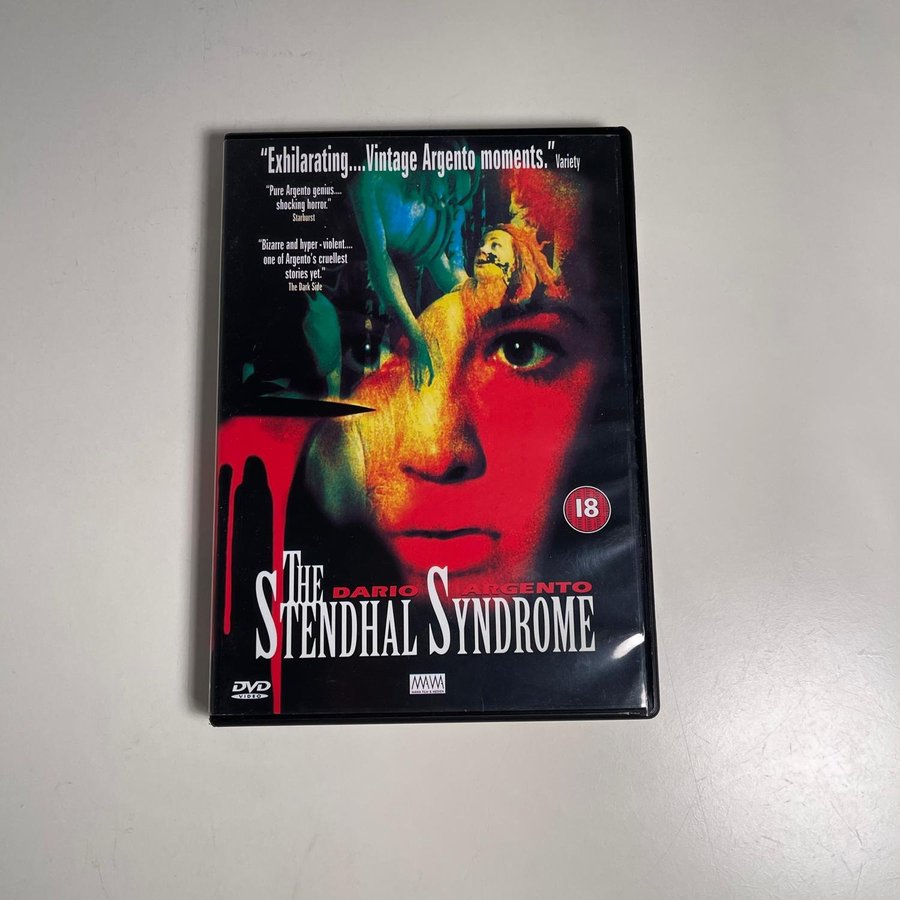 "Exhilarating....Vintage Argento moments." Variety
"Pure Argento genius....
shocking horror."
Starburst
"Bizarre and hyper-violent....
one of Argento's cruellest
stories yet."
The Dark Side
18
THE
DARIO ARGENTO
STENDHAL SYNDROME
DVD
VIDEO
MAWA